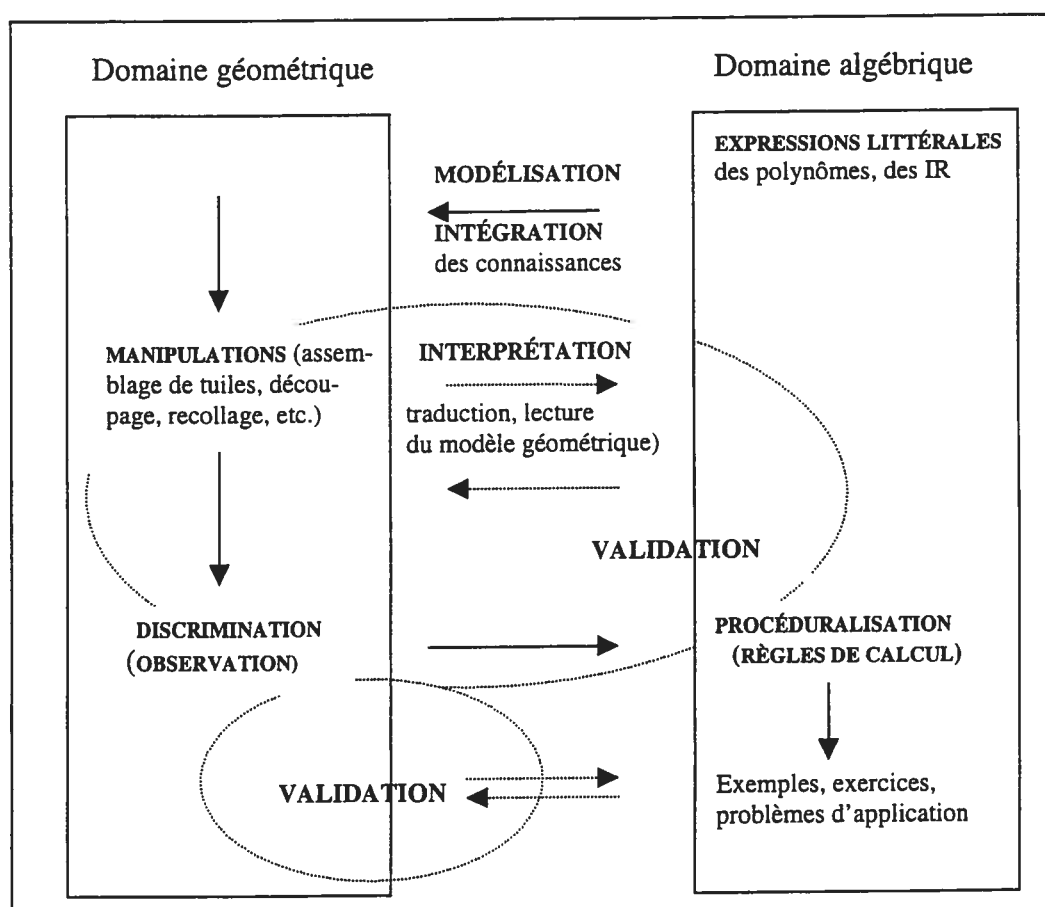 Domaine géométrique
Domaine algébrique
EXPRESSIONS LITTÉRALES
des polynômes, des IR
MODÉLISATION
INTÉGRATION
des connaissances
MANIPULATIONS (assem-
blage de tuiles, décou-
page, recollage, etc.)
INTERPRÉTATION
traduction, lecture
du modèle géométrique)
VALIDATION
DISCRIMINATION
(OBSERVATION)
PROCÉDURALISATION
(RÈGLES DE CALCUL)
VALIDATION
Exemples, exercices,
problèmes d'application